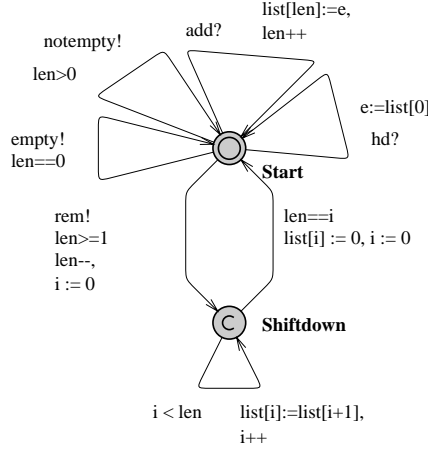 list[len]:=e,
len++
add?
notempty!
len>0
e:=list[0]
hd?
empty!
len==0
Start
rem!
len>=1
len--,
i := 0
len==i
list[i] := 0, i := 0
C
Shiftdown
i < len
list[i]:=list[i+1],
i++